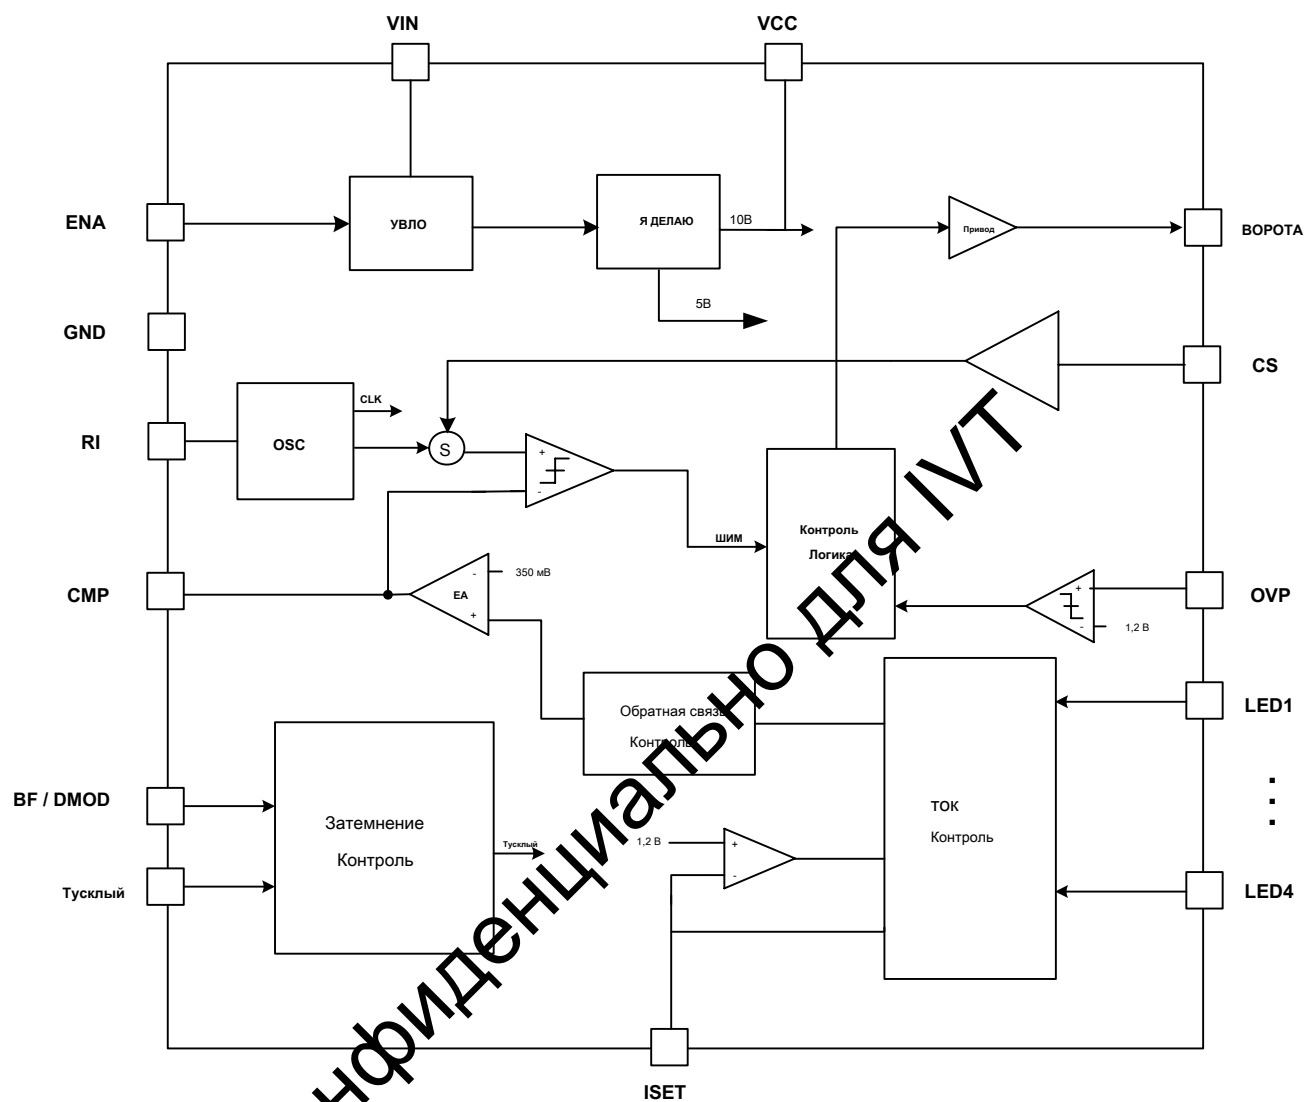 VIN
VCC
ENA
УВЛО
Я ДЕЛАЮ
10В
Привод
ВОРОТА
5В
GND
CS
CLK
RI
OSC
S
+
-
ШИМ
Контроль
Логика
CMP
-
350 мВ
EA
+
+
-
1,2 В
OVP
Обратная связь
Контроль
LED1
BF / DMOD
Затемнение
Контроль
Тусклый
Тусклый
1,2 В
+
-
ТОК
Контроль
LED4
ISET
нфиденциально для IVT